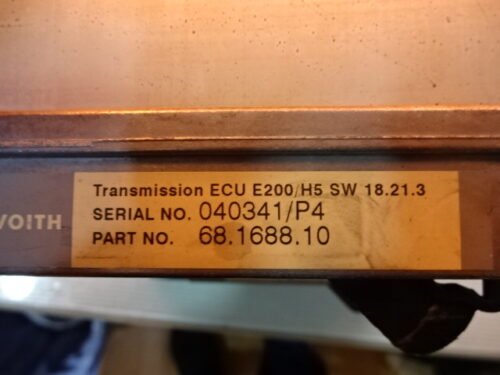 Transmission ECU E200/H5 SW 18.21.3
VOITH SERIAL NO. 040341/P4
PART NO. 68.1688.10